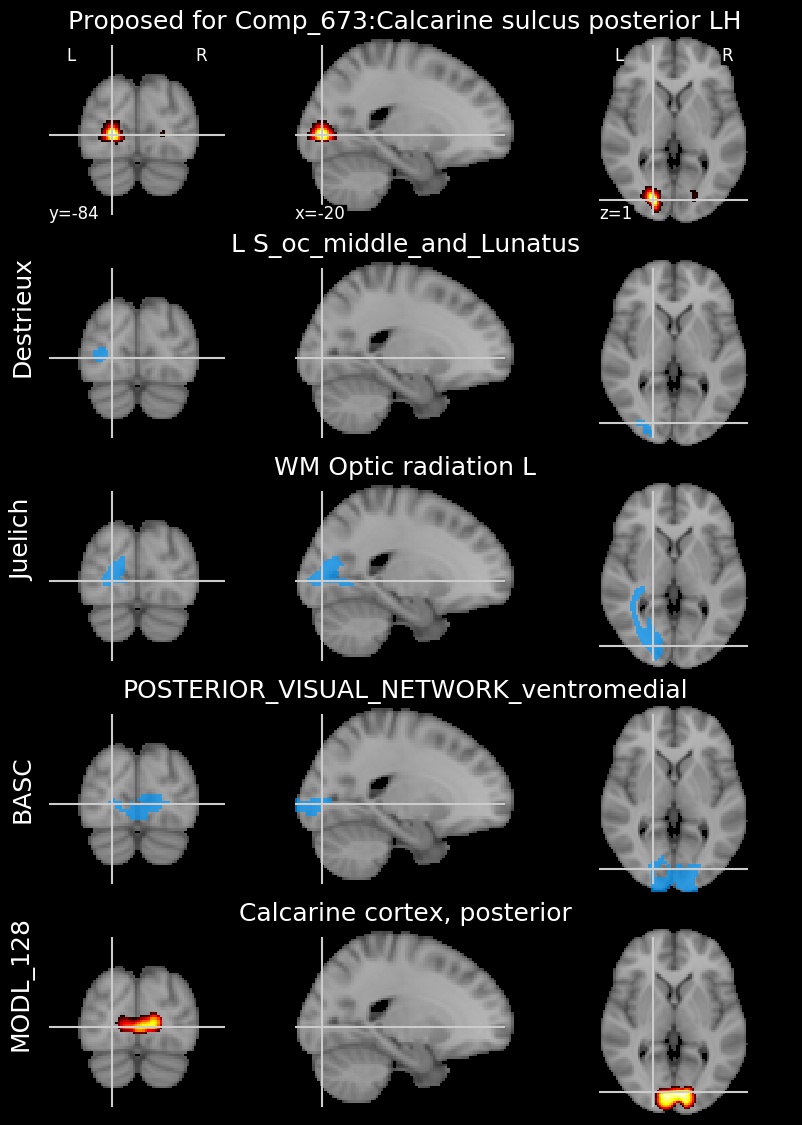 Proposed for Comp_673:Calcarine sulcus posterior LH
L R L R
y=-84 x=-20 z=1
L S_oc_middle_and_Lunatus
Destrieux
WM Optic radiation L
Juelich
POSTERIOR_VISUAL_NETWORK_ventromedial
BASC
Calcarine cortex, posterior
MODL_128